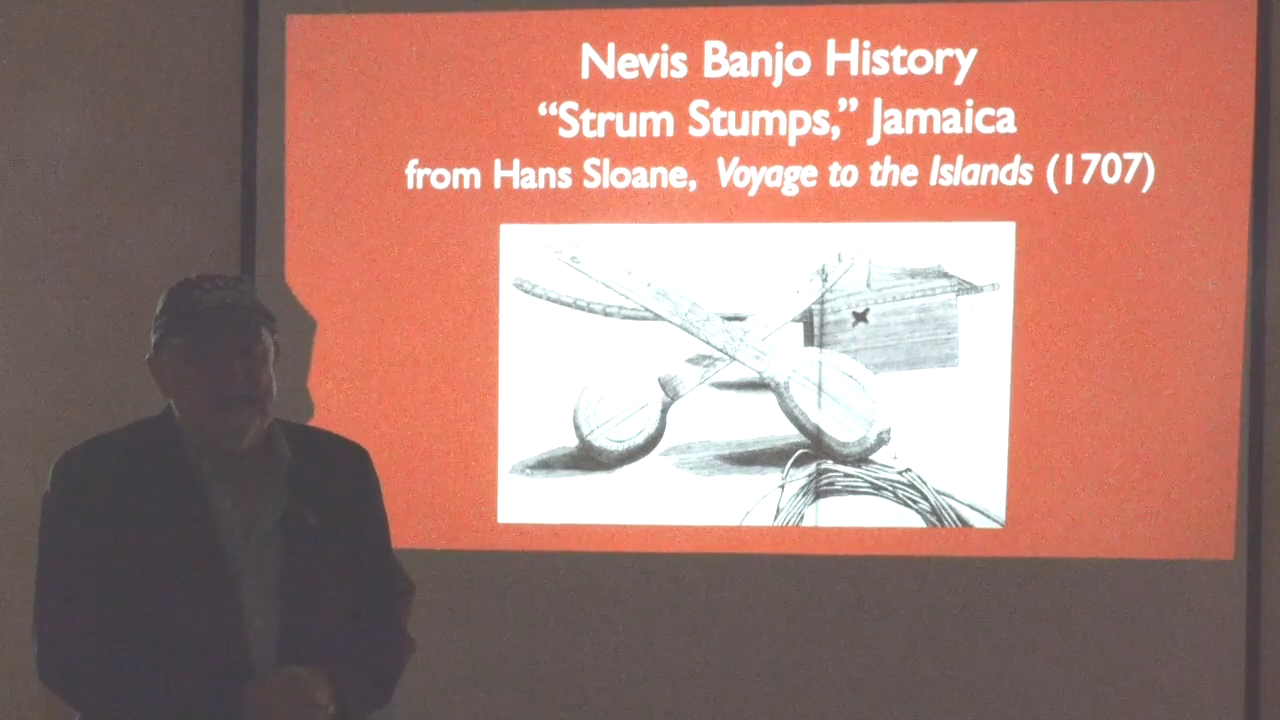 Nevis Banjo History
“Strum Stumps,” Jamaica
from Hans Sloane, Voyage to the Islands (1707)